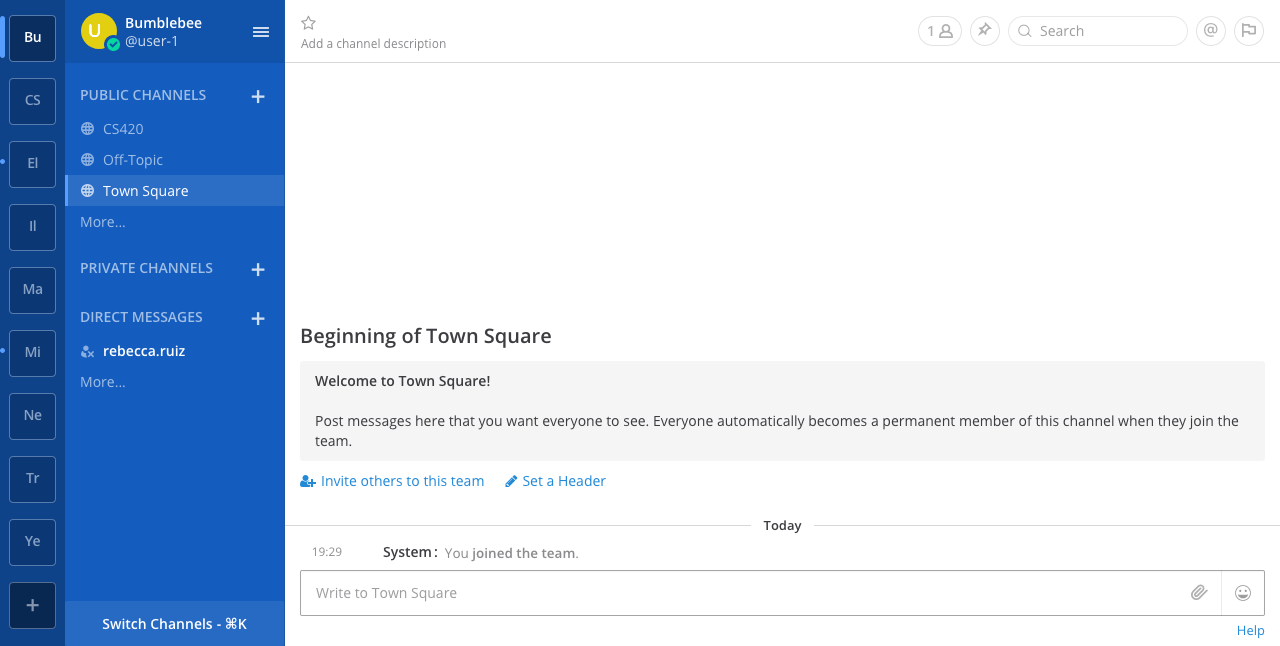 Bu
CS
El
Il
Ma
Mi
Ne
Tr
Ye
+
U
Bumblebee
@user-1
PUBLIC CHANNELS +
CS420
Off-Topic
Town Square
More...
PRIVATE CHANNELS +
DIRECT MESSAGES +
rebecca.ruiz
More...
Switch Channels - ⌘K
Add a channel description
1
Search
@
Beginning of Town Square
Welcome to Town Square!
Post messages here that you want everyone to see. Everyone automatically becomes a permanent member of this channel when they join the
team.
Invite others to this team Set a Header
Today
19:29 System: You joined the team.
Write to Town Square
Help